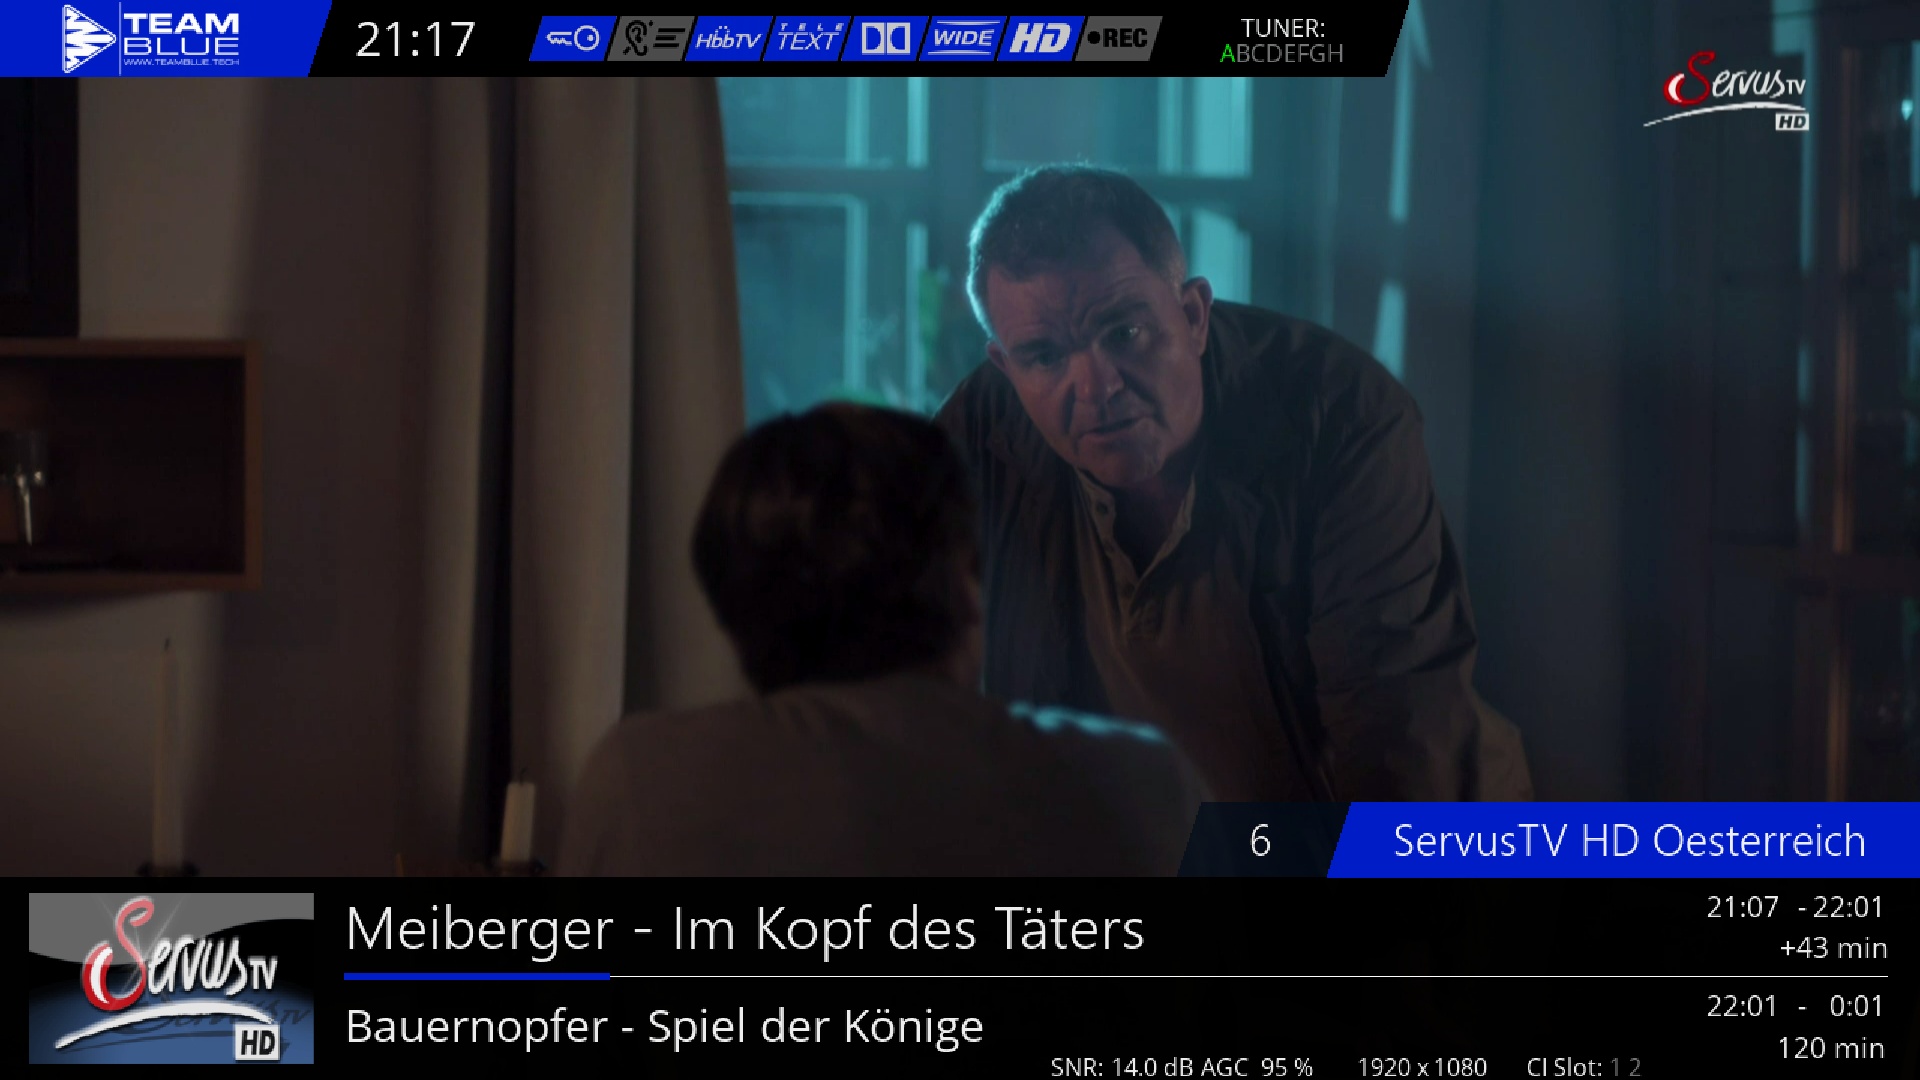 TEAM
BLUE
WWW.TEAMBLUE.TECH
21:17
HbbTV
TELE
TEXT
WIDE
HD
REC
TUNER:
ABCDEFGH
ServusTV
HD
6
ServusTV HD Oesterreich
ServusTV
HD
Meiberger - Im Kopf des Täters
21:07 - 22:01
+43 min
Bauernopfer - Spiel der Könige
22:01 - 0:01
120 min
SNR: 14.0 dB AGC 95 % 1920 x 1080 CI Slot: 1 2